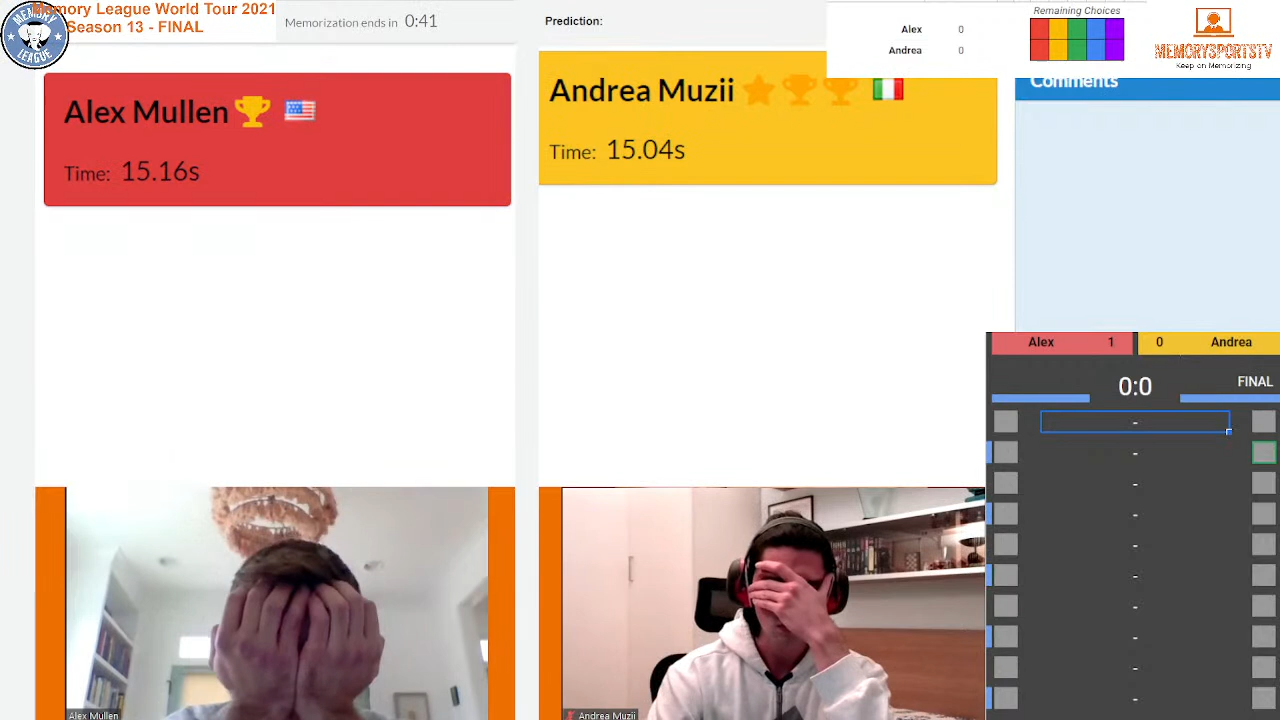 Memory League World Tour 2021
Season 13 - FINAL
MEMORY
LEAGUE
Memorization ends in 0:41
Prediction:
Alex 0
Andrea 0
Remaining Choices
MEMORYSPORTSTV
Keep on Memorizing
Alex Mullen
Time: 15.16s
Andrea Muzii
Time: 15.04s
Comments
Alex 1 0 Andrea
0:0 FINAL
-
-
-
-
-
-
-
-
-
-
Alex Mullen
Andrea Muzii